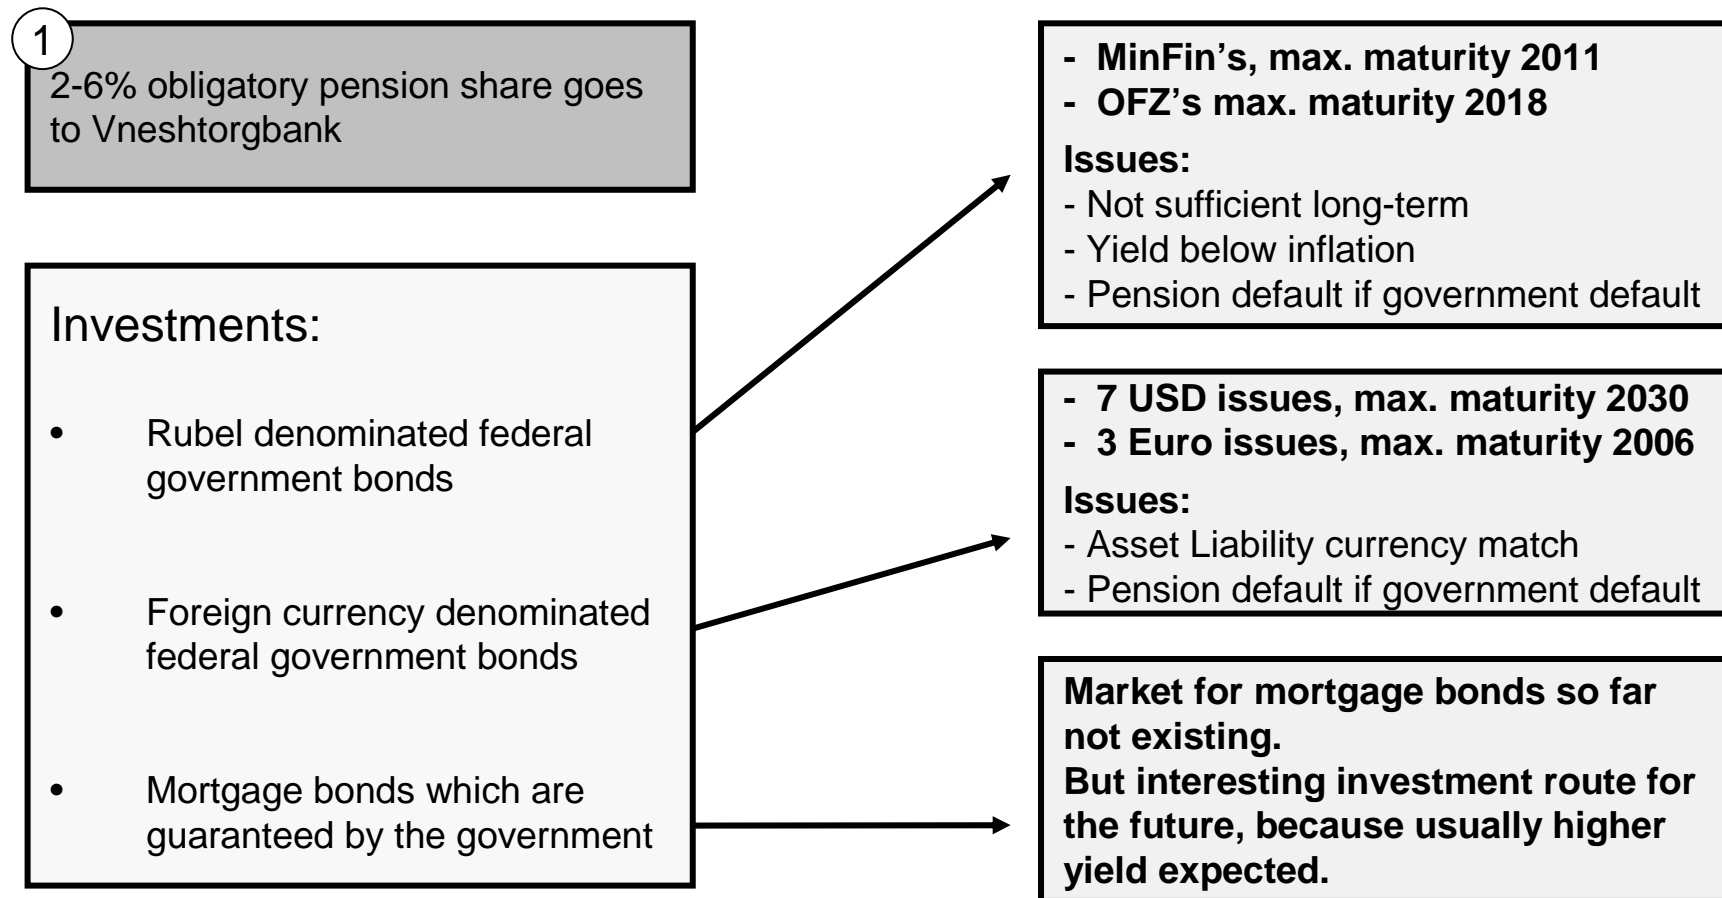 1
2-6% obligatory pension share goes
to Vneshtorgbank
Investments:
• Rubel denominated federal
government bonds
• Foreign currency denominated
federal government bonds
• Mortgage bonds which are
guaranteed by the government
- MinFin’s, max. maturity 2011
- OFZ’s max. maturity 2018
Issues:
- Not sufficient long-term
- Yield below inflation
- Pension default if government default
- 7 USD issues, max. maturity 2030
- 3 Euro issues, max. maturity 2006
Issues:
- Asset Liability currency match
- Pension default if government default
Market for mortgage bonds so far
not existing.
But interesting investment route for
the future, because usually higher
yield expected.